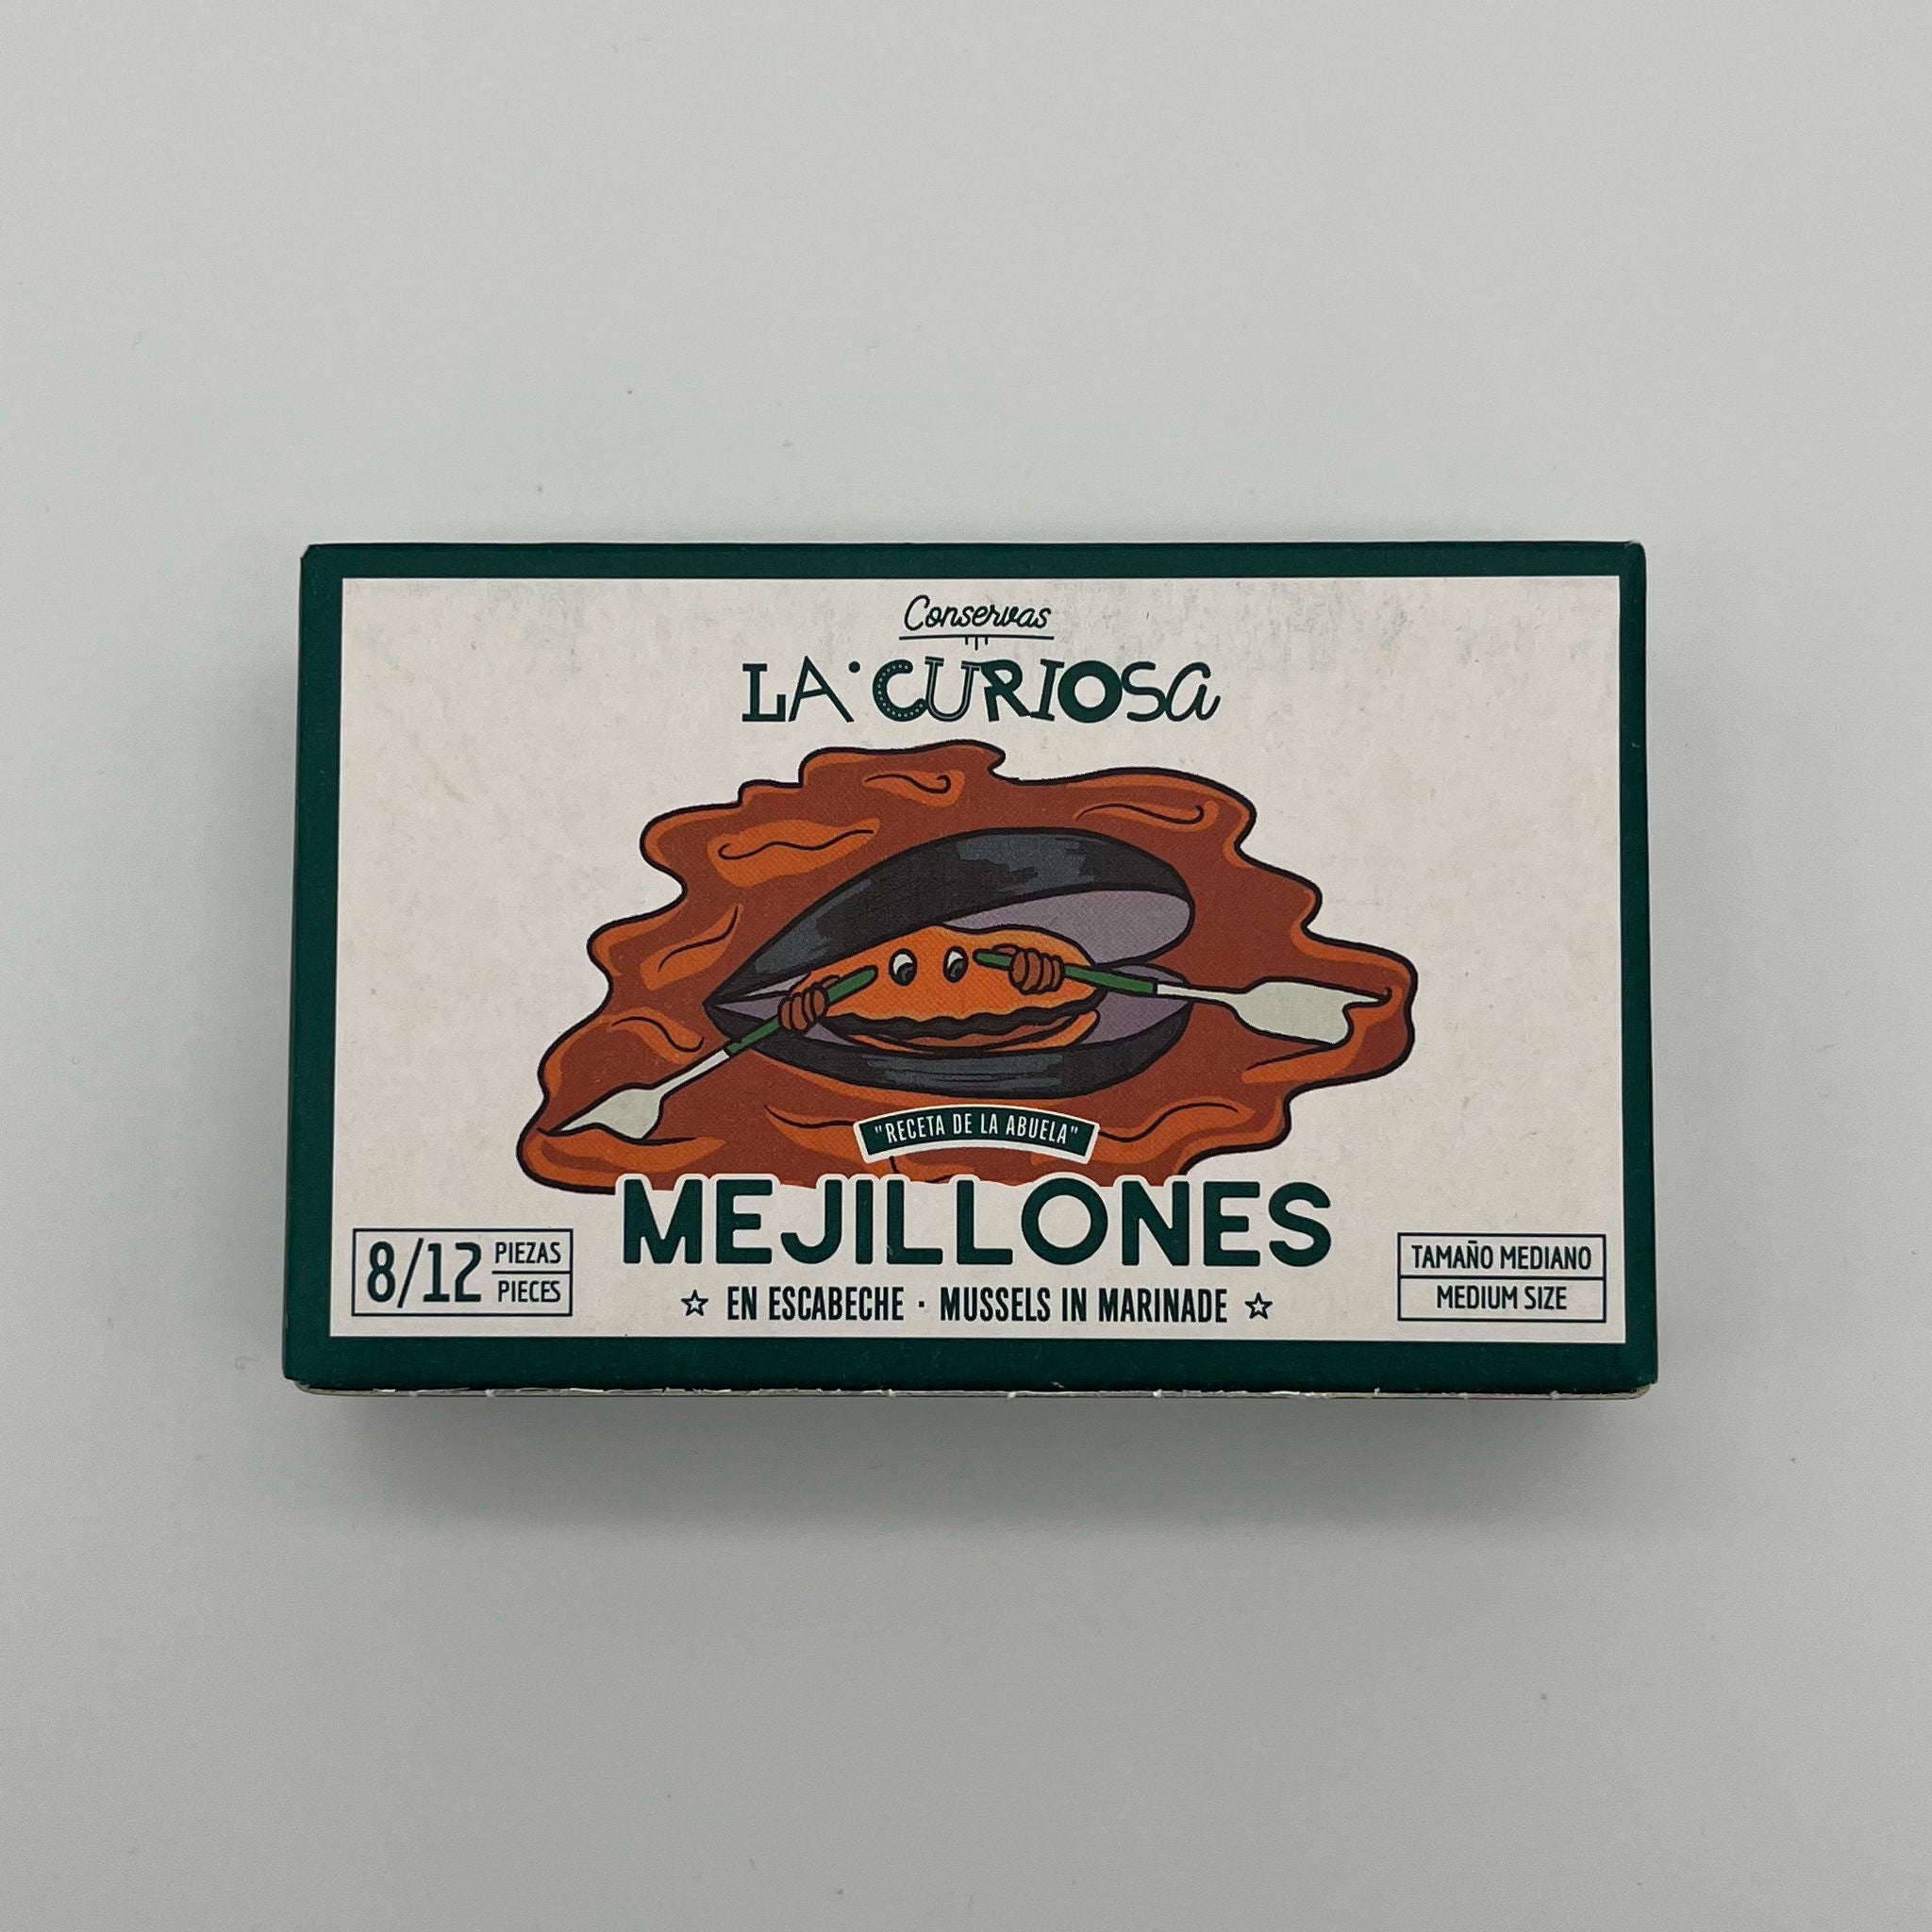 Conservas
LA CURIOSA
"RECETA DE LA ABUELA"
MEJILLONES
8/12 PIEZAS
PIECES
☆ EN ESCABECHE · MUSSELS IN MARINADE ☆
TAMAÑO MEDIANO
MEDIUM SIZE